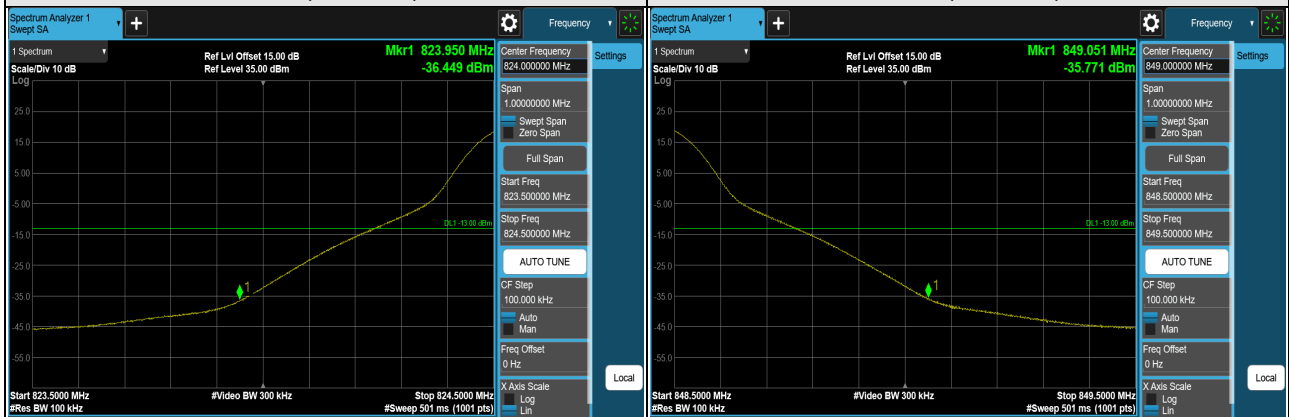 Spectrum Analyzer 1
Swept SA
+
Frequency
1 Spectrum
Scale/Div 10 dB
Ref Lvl Offset 15.00 dB
Ref Level 35.00 dBm
Mkr1 823.950 MHz
-36.449 dBm
Log
25.0
15.0
5.00
-5.00
-15.0
-25.0
-35.0
-45.0
-55.0
DL1 -13.00 dBm
1
Start 823.5000 MHz
#Res BW 100 kHz
#Video BW 300 kHz
Stop 824.5000 MHz
#Sweep 501 ms (1001 pts)
Center Frequency
824.000000 MHz
Settings
Span
1.00000000 MHz
Swept Span
Zero Span
Full Span
Start Freq
823.500000 MHz
Stop Freq
824.500000 MHz
AUTO TUNE
CF Step
100.000 kHz
Auto
Man
Freq Offset
0 Hz
Local
X Axis Scale
Log
Lin
Spectrum Analyzer 1
Swept SA
+
Frequency
1 Spectrum
Scale/Div 10 dB
Ref Lvl Offset 15.00 dB
Ref Level 35.00 dBm
Mkr1 849.051 MHz
-35.771 dBm
Log
25.0
15.0
5.00
-5.00
-15.0
-25.0
-35.0
-45.0
-55.0
DL1 -13.00 dBm
1
Start 848.5000 MHz
#Res BW 100 kHz
#Video BW 300 kHz
Stop 849.5000 MHz
#Sweep 501 ms (1001 pts)
Center Frequency
849.000000 MHz
Settings
Span
1.00000000 MHz
Swept Span
Zero Span
Full Span
Start Freq
848.500000 MHz
Stop Freq
849.500000 MHz
AUTO TUNE
CF Step
100.000 kHz
Auto
Man
Freq Offset
0 Hz
Local
X Axis Scale
Log
Lin